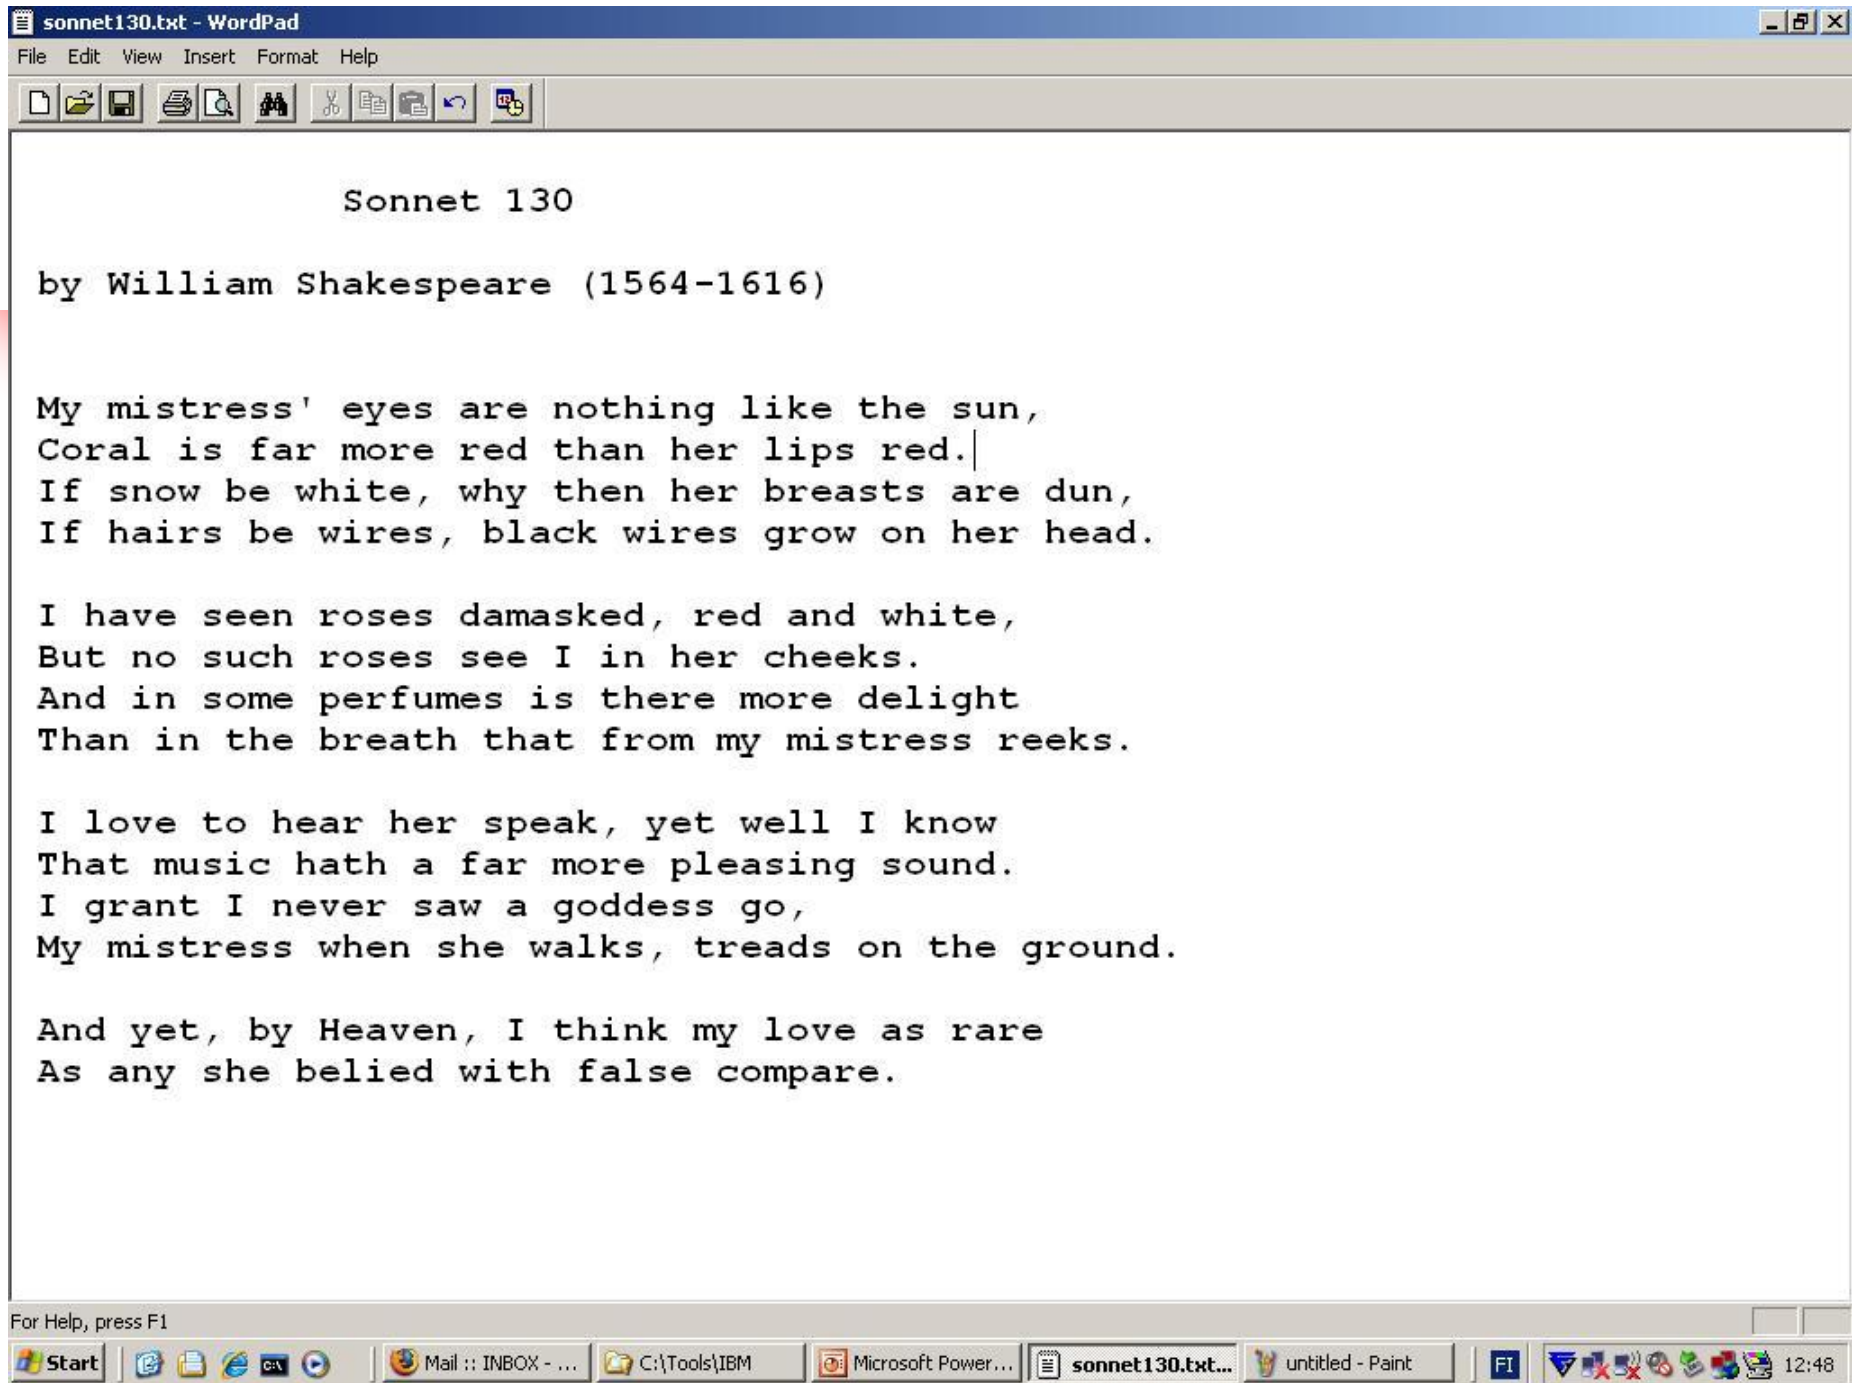 sonnet130.txt - WordPad
File Edit View Insert Format Help
Sonnet 130
by William Shakespeare (1564-1616)
My mistress' eyes are nothing like the sun,
Coral is far more red than her lips red.
If snow be white, why then her breasts are dun,
If hairs be wires, black wires grow on her head.
I have seen roses damasked, red and white,
But no such roses see I in her cheeks.
And in some perfumes is there more delight
Than in the breath that from my mistress reeks.
I love to hear her speak, yet well I know
That music hath a far more pleasing sound.
I grant I never saw a goddess go,
My mistress when she walks, treads on the ground.
And yet, by Heaven, I think my love as rare
As any she belied with false compare.
For Help, press F1
Start Mail :: INBOX - ... C:\Tools\IBM Microsoft Power... sonnet130.txt... untitled - Paint FI 12:48